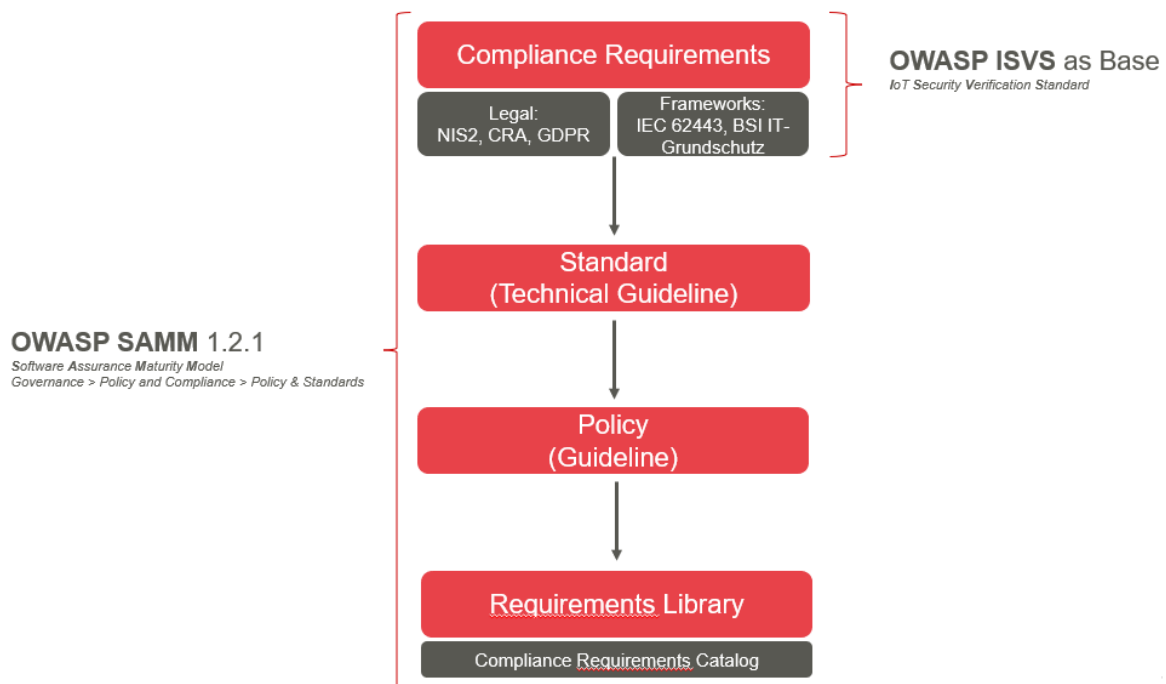 Compliance Requirements
OWASP ISVS as Base
IoT Security Verification Standard
Legal:
NIS2, CRA, GDPR
Frameworks:
IEC 62443, BSI IT-
Grundschutz
Standard
(Technical Guideline)
OWASP SAMM 1.2.1
Software Assurance Maturity Model
Governance > Policy and Compliance > Policy & Standards
Policy
(Guideline)
Requirements Library
Compliance Requirements Catalog